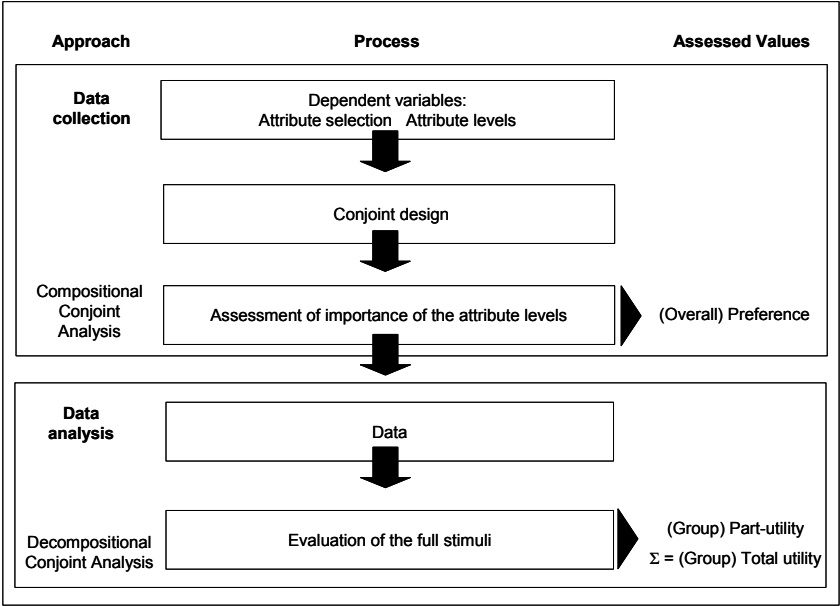 Approach Process Assessed Values
Data
collection
Dependent variables:
Attribute selection Attribute levels
Conjoint design
Compositional
Conjoint
Analysis
Assessment of importance of the attribute levels
(Overall) Preference
Data
analysis
Data
Decompositional
Conjoint Analysis
Evaluation of the full stimuli
(Group) Part-utility
Σ = (Group) Total utility